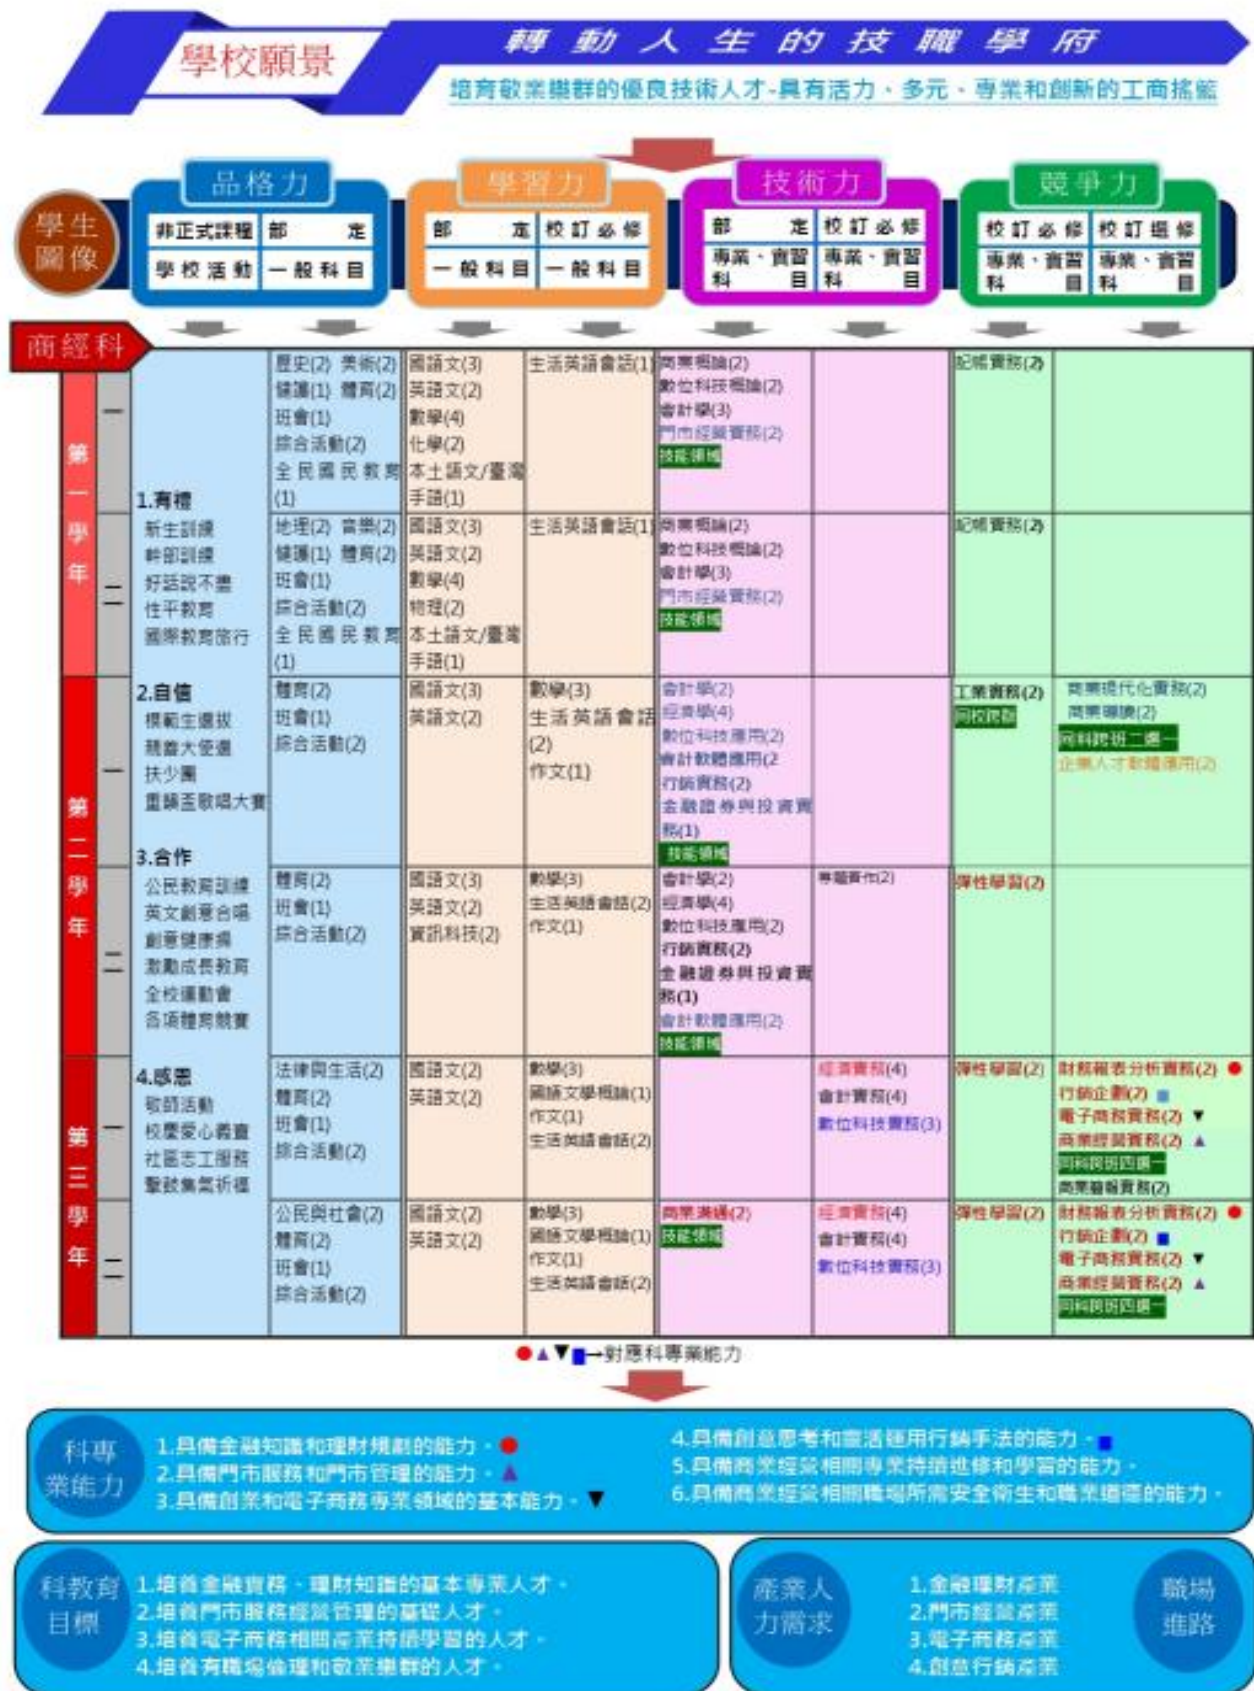 學校願景
轉動人生的技職學府
培育敬業樂群的優良技術人才-具有活力、多元、專業和創新的工商搖籃
學生圖像
品格力
非正式課程 部定
學校活動 一般科目
學習力
部定 校訂必修
一般科目 一般科目
技術力
部定 校訂必修
專業、實習科目 專業、實習科目
競爭力
校訂必修 校訂選修
專業、實習科目 專業、實習科目
商經科
第一學年
一
二
第二學年
一
二
第三學年
一
二
1.有禮
新生訓練
幹部訓練
好話說不盡
性平教育
國際教育旅行
2.自信
模範生選拔
親善大使選
扶少團
重願盃歌唱大賽
3.合作
公民教育訓練
英文創意合唱
創意健康操
激勵成長教育
全校運動會
各項體育競賽
4.感恩
敬師活動
校慶愛心義賣
社區志工服務
擊鼓集氣祈福
歷史(2) 美術(2)
健護(1) 體育(2)
班會(1)
綜合活動(2)
全民國民教育
(1)
國語文(3)
英語文(2)
數學(4)
化學(2)
本土語文/臺灣
手語(1)
生活英語會話(1)
商業概論(2)
數位科技概論(2)
會計學(3)
門市經營實務(2)
技能領域
記帳實務(2)
地理(2) 音樂(2)
健護(1) 體育(2)
班會(1)
綜合活動(2)
全民國民教育
(1)
國語文(3)
英語文(2)
數學(4)
物理(2)
本土語文/臺灣
手語(1)
生活英語會話(1)
商業概論(2)
數位科技概論(2)
會計學(3)
門市經營實務(2)
技能領域
記帳實務(2)
體育(2)
班會(1)
綜合活動(2)
國語文(3)
英語文(2)
數學(3)
生活英語會話
(2)
作文(1)
會計學(2)
經濟學(4)
數位科技應用(2)
會計軟體應用(2
行銷實務(2)
金融證券與投資實
務(1)
技能領域
工業實務(2)
同校跨群
商業現代化實務(2)
商業導讀(2)
同科跨班二選一
企業人才軟體應用(2)
體育(2)
班會(1)
綜合活動(2)
國語文(3)
英語文(2)
資訊科技(2)
數學(3)
生活英語會話(2)
作文(1)
會計學(2)
經濟學(4)
數位科技應用(2)
行銷實務(2)
金融證券與投資實
務(1)
會計軟體應用(2)
技能領域
專題實作(2)
彈性學習(2)
法律與生活(2)
體育(2)
班會(1)
綜合活動(2)
國語文(2)
英語文(2)
數學(3)
國語文學概論(1)
作文(1)
生活英語會話(2)
經濟實務(4)
會計實務(4)
數位科技實務(3)
彈性學習(2)
財務報表分析實務(2) ●
行銷企劃(2) ■
電子商務實務(2) ▼
商業經營實務(2) ▲
同科跨班四選一
商業簡報實務(2)
公民與社會(2)
體育(2)
班會(1)
綜合活動(2)
國語文(2)
英語文(2)
數學(3)
國語文學概論(1)
作文(1)
生活英語會話(2)
商業溝通(2)
技能領域
經濟實務(4)
會計實務(4)
數位科技實務(3)
彈性學習(2)
財務報表分析實務(2) ●
行銷企劃(2) ■
電子商務實務(2) ▼
商業經營實務(2) ▲
同科跨班四選一
●▲▼■→對應科專業能力
科專業能力
1.具備金融知識和理財規劃的能力。●
2.具備門市服務和門市管理的能力。▲
3.具備創業和電子商務專業領域的基本能力。▼
4.具備創意思考和靈活運用行銷手法的能力。■
5.具備商業經營相關專業持續進修和學習的能力。
6.具備商業經營相關職場所需安全衛生和職業道德的能力。
科教育目標
1.培養金融實務、理財知識的基本專業人才。
2.培養門市服務經營管理的基礎人才。
3.培養電子商務相關產業持續學習的人才。
4.培養有職場倫理和敬業樂群的人才。
產業人力需求
1.金融理財產業
2.門市經營產業
3.電子商務產業
4.創意行銷產業
職場進路